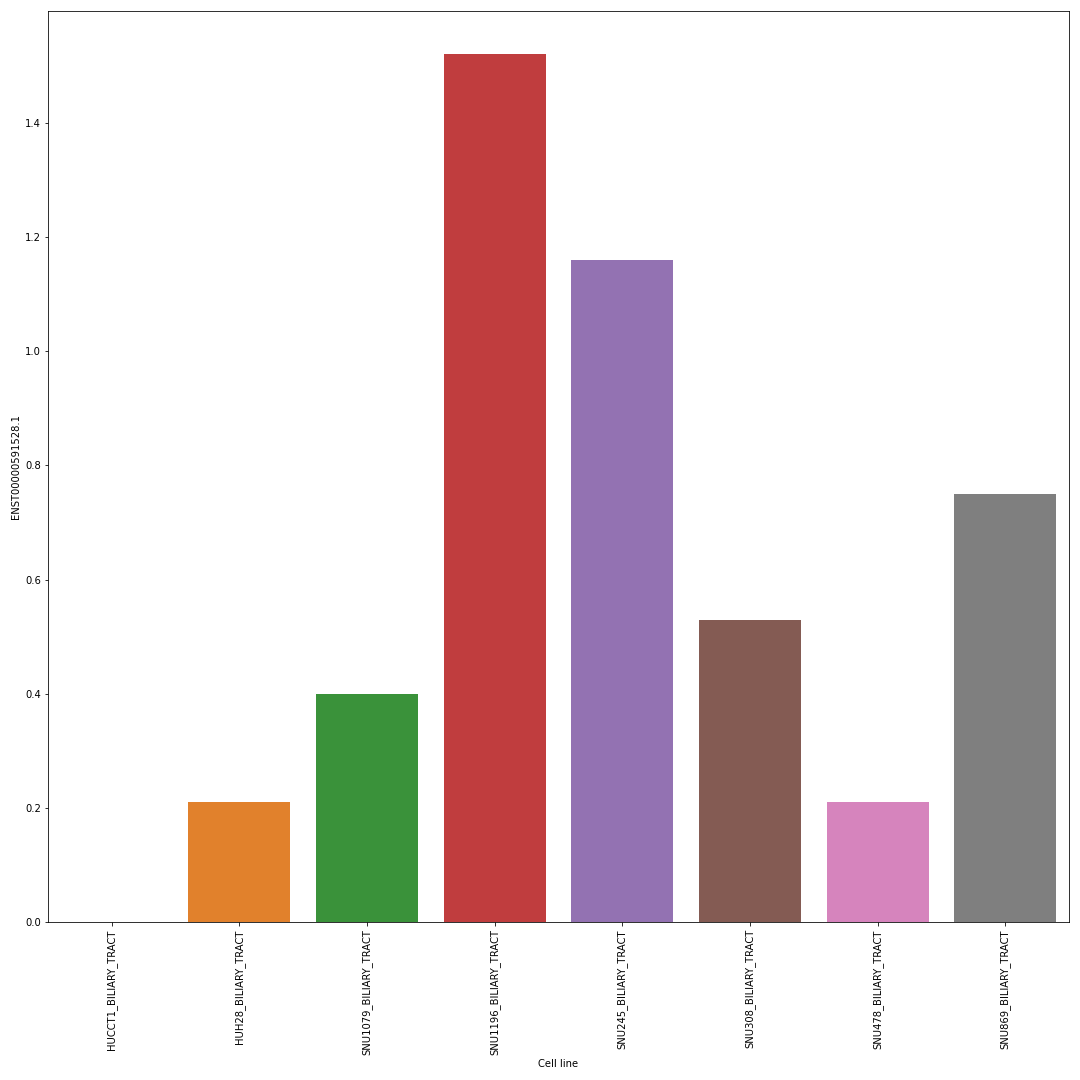 ENST00000591528.1
1.4
1.2
1.0
0.8
0.6
0.4
0.2
0.0
HUCCT1_BILIARY_TRACT
HUH28_BILIARY_TRACT
SNU1079_BILIARY_TRACT
SNU1196_BILIARY_TRACT
SNU245_BILIARY_TRACT
SNU308_BILIARY_TRACT
SNU478_BILIARY_TRACT
SNU869_BILIARY_TRACT
Cell line